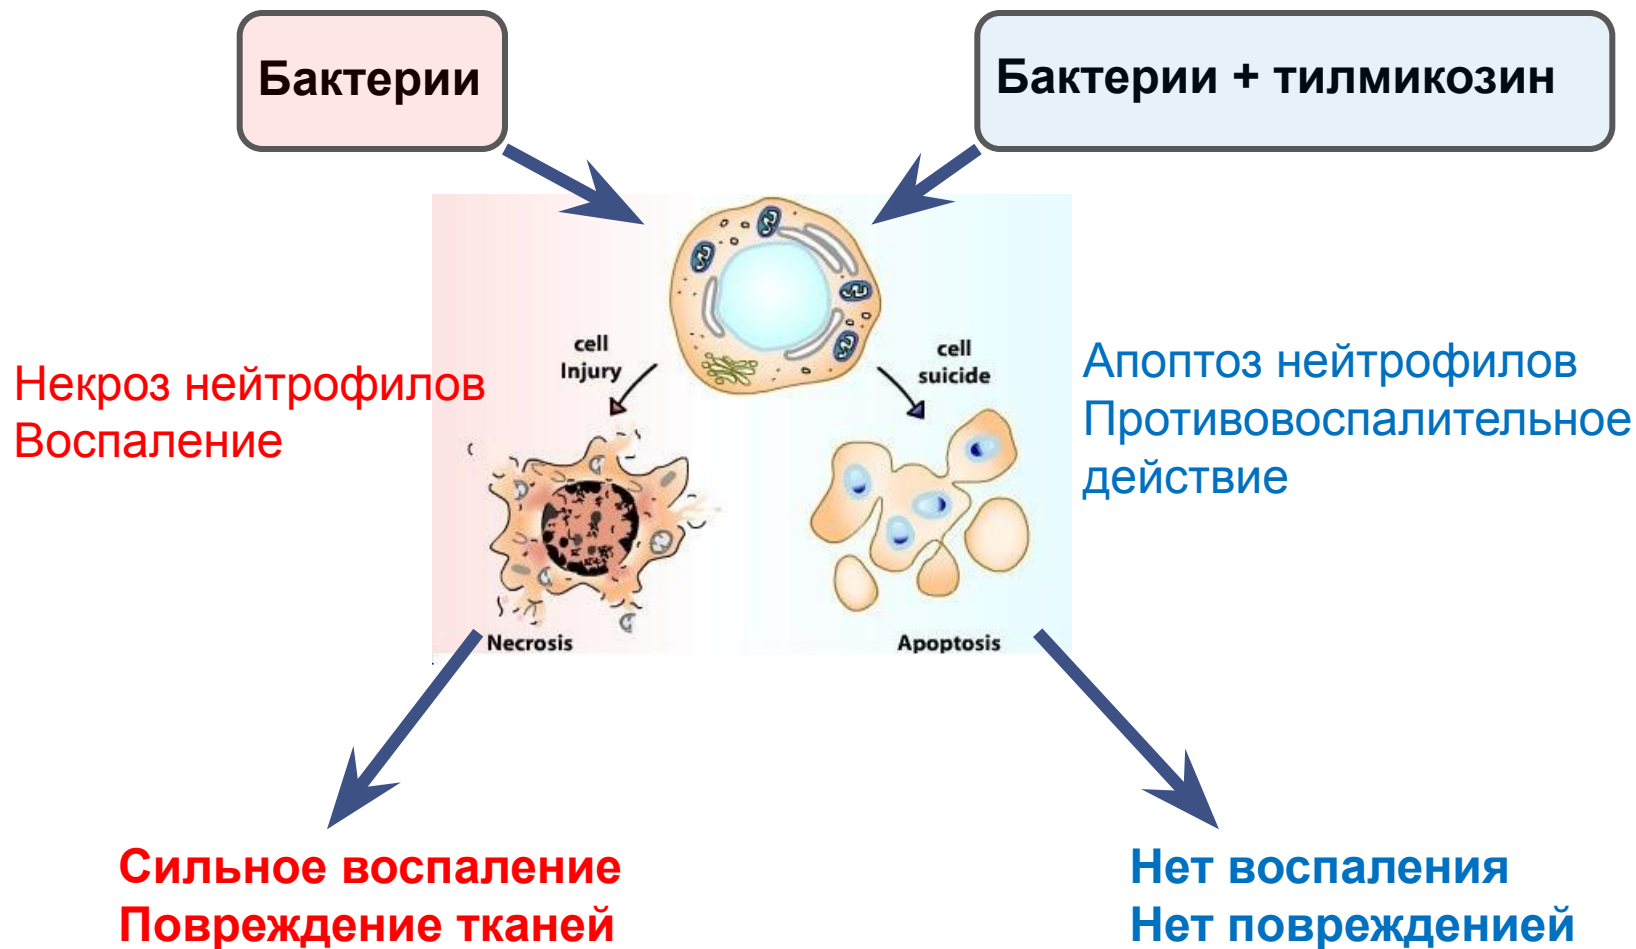 Бактерии
Бактерии + тилмикозин
cell
Injury
cell
suicide
Некроз нейтрофилов
Воспаление
Апоптоз нейтрофилов
Противовоспалительное
действие
Necrosis
Apoptosis
Сильное воспаление
Повреждение тканей
Нет воспаления
Нет поврежденией